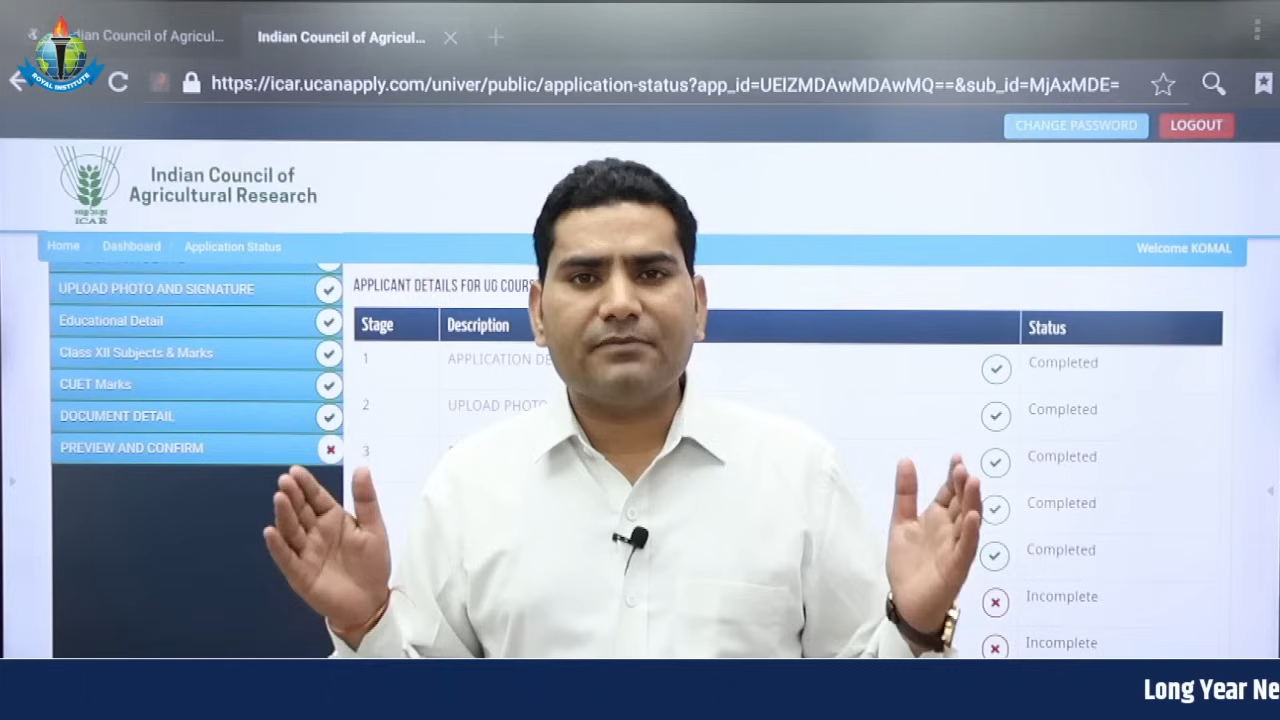 Indian Council of Agricul...
Indian Council of Agricul...
ROYAL INSTITUTE
https://icar.ucanapply.com/univer/public/application-status?app_id=UElZMDAwMDAwMQ==&sub_id=MjAxMDE=
CHANGE PASSWORD
LOGOUT
Indian Council of
Agricultural Research
ICAR
Home
Dashboard
Application Status
Welcome KOMAL
UPLOAD PHOTO AND SIGNATURE
Educational Detail
Class XII Subjects & Marks
CUET Marks
DOCUMENT DETAIL
PREVIEW AND CONFIRM
APPLICANT DETAILS FOR UG COURS
Stage Description Status
1 APPLICATION DE Completed
2 UPLOAD PHOTO Completed
3 Completed
Completed
Completed
Incomplete
Incomplete
Long Year Ne